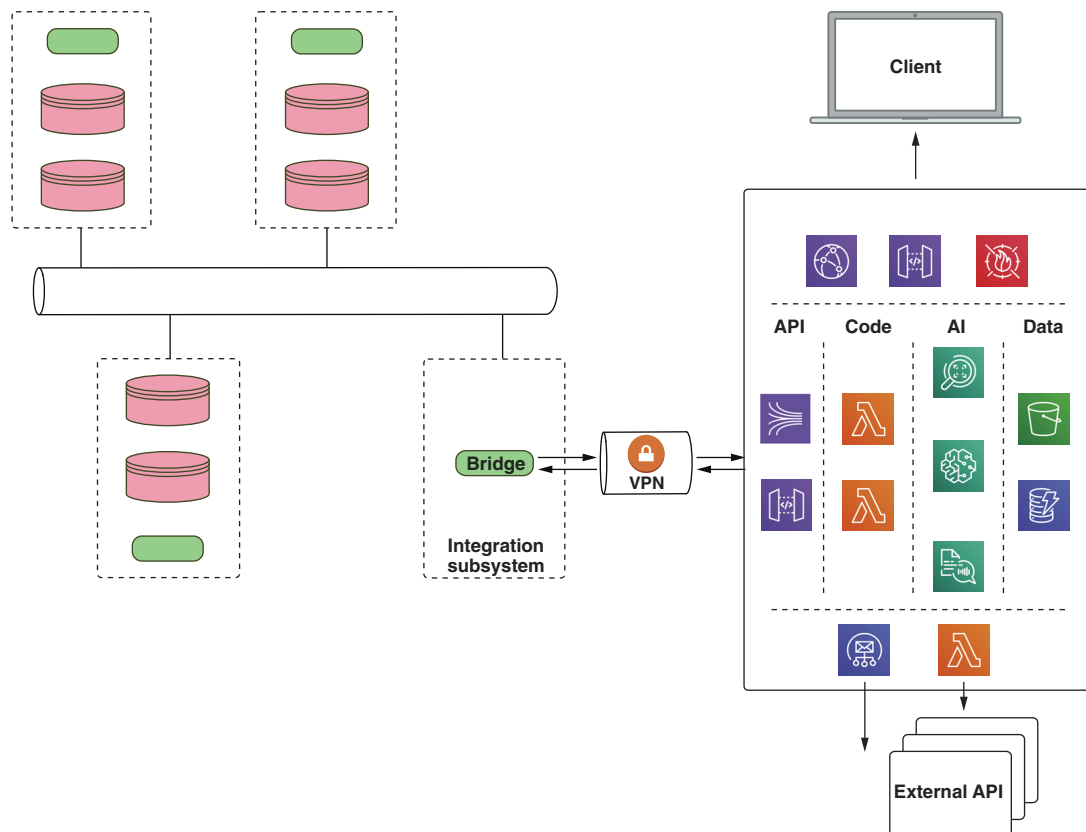 Client
API
Code
AI
Data
Bridge
VPN
Integration
subsystem
External API